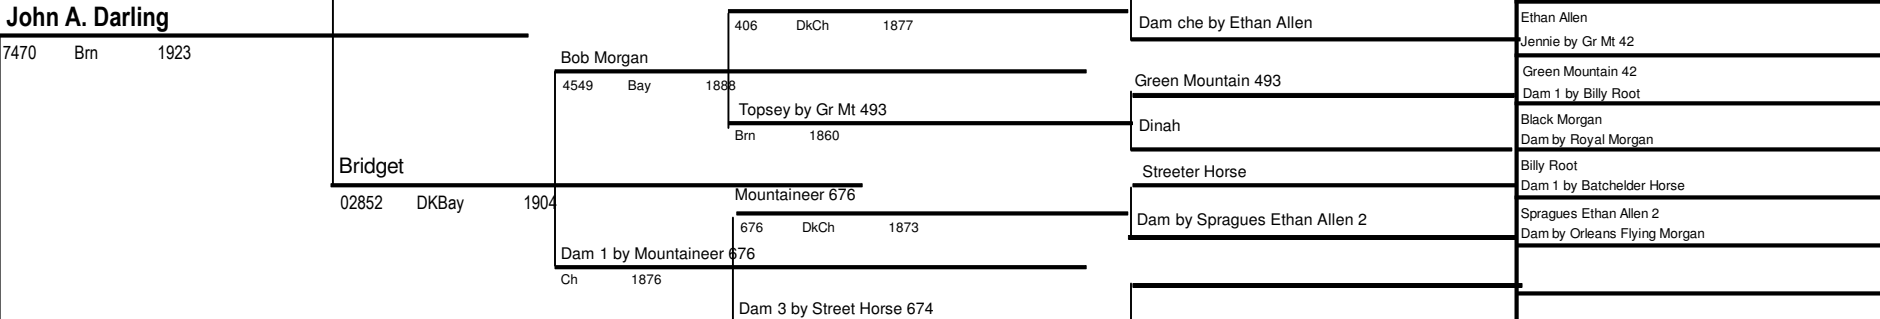 John A. Darling
7470 Brn 1923
Bridget
02852 DKBay 1904
Bob Morgan
4549 Bay 1888
Dam 1 by Mountaineer 676
Ch 1876
406 DkCh 1877
Topsey by Gr Mt 493
Brn 1860
Mountaineer 676
676 DkCh 1873
Dam 3 by Street Horse 674
Dam che by Ethan Allen
Green Mountain 493
Dinah
Streeter Horse
Dam by Spragues Ethan Allen 2
Ethan Allen
Jennie by Gr Mt 42
Green Mountain 42
Dam 1 by Billy Root
Black Morgan
Dam by Royal Morgan
Billy Root
Dam 1 by Batchelder Horse
Spragues Ethan Allen 2
Dam by Orleans Flying Morgan